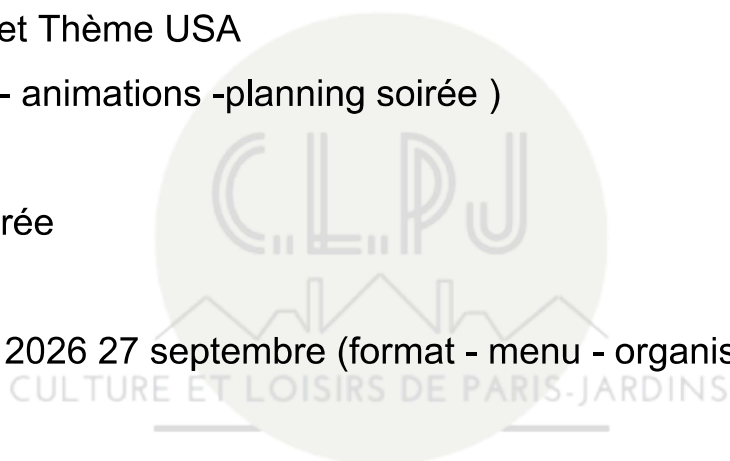 et Thème USA
- animations -planning soirée )
C.L.PJ
rée
2026 27 septembre (format - menu - organis
CULTURE ET LOISIRS DE PARIS-JARDINS